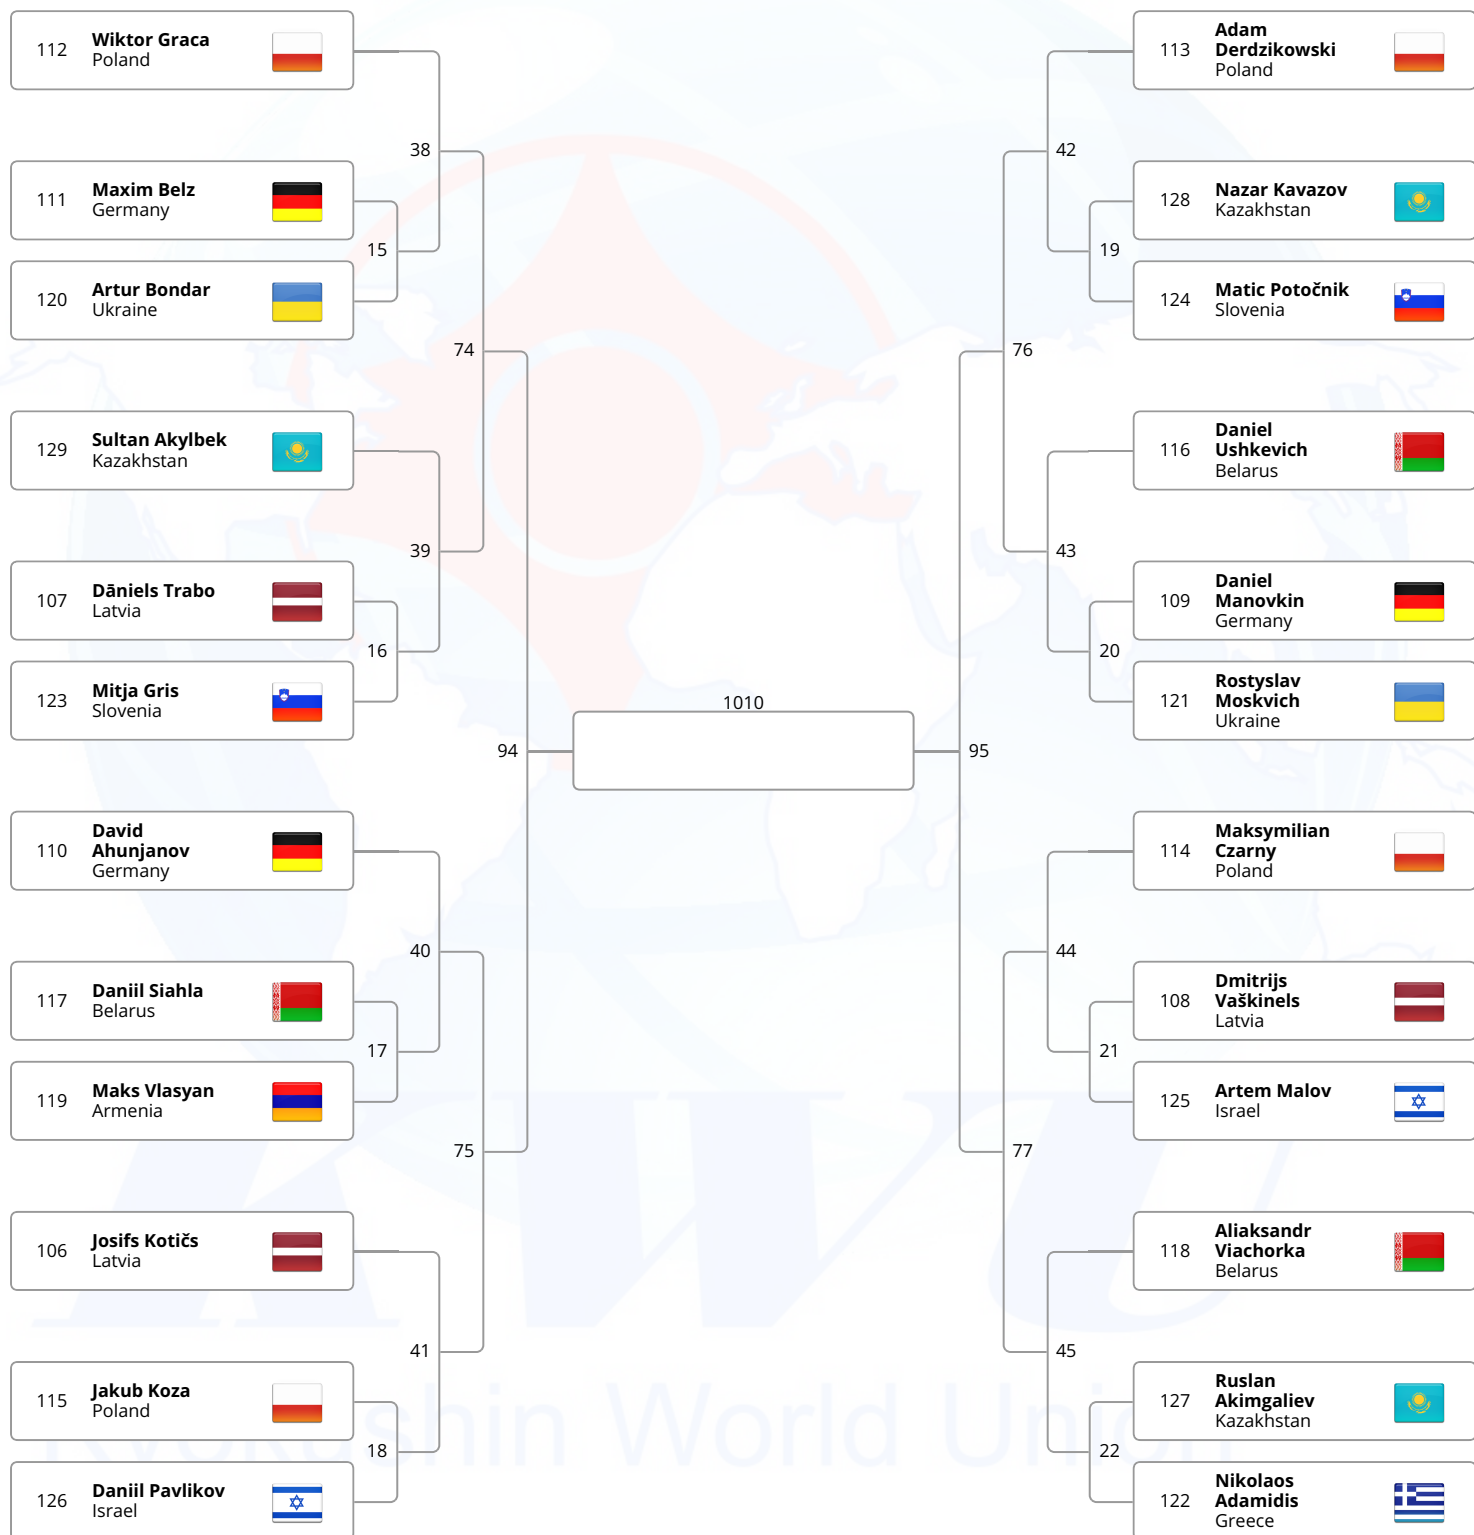 112
Wiktor Graca
Poland
38
111
Maxim Belz
Germany
15
120
Artur Bondar
Ukraine
74
129
Sultan Akylbek
Kazakhstan
39
107
Dāniels Trabo
Latvia
16
123
Mitja Gris
Slovenia
94
110
David
Ahunjanov
Germany
40
117
Daniil Siahla
Belarus
17
119
Maks Vlasyan
Armenia
75
106
Josifs Kotičs
Latvia
41
115
Jakub Koza
Poland
18
126
Daniil Pavlikov
Israel
1010
113
Adam
Derdzikowski
Poland
42
128
Nazar Kavazov
Kazakhstan
19
124
Matic Potočnik
Slovenia
76
116
Daniel
Ushkevich
Belarus
43
109
Daniel
Manovkin
Germany
20
121
Rostyslav
Moskvich
Ukraine
95
114
Maksymilian
Czarny
Poland
44
108
Dmitrijs
Vaškinels
Latvia
21
125
Artem Malov
Israel
77
118
Aliaksandr
Viachorka
Belarus
45
127
Ruslan
Akimgaliev
Kazakhstan
22
122
Nikolaos
Adamidis
Greece
KWU
Kyokushin World Union